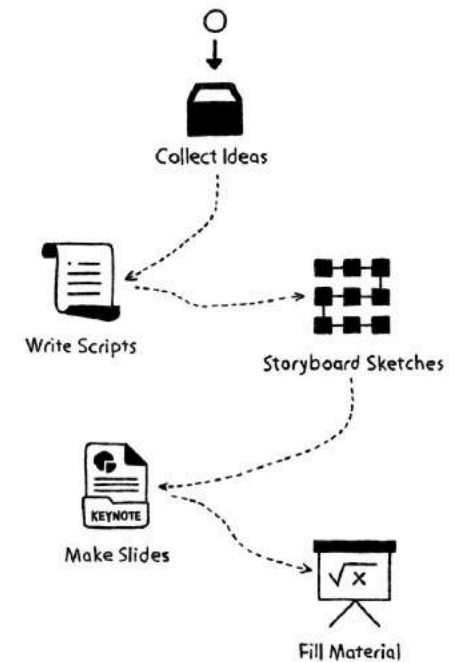 Collect Ideas
Write Scripts
Storyboard Sketches
KEYNOTE
Make Slides
√x
Fill Material